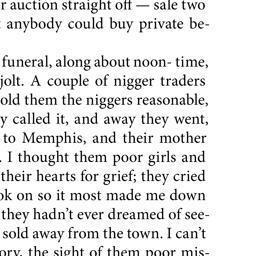 r auction straight off — sale two
t anybody could buy private be-
funeral, along about noon- time,
jolt. A couple of nigger traders
old them the niggers reasonable,
y called it, and away they went,
to Memphis, and their mother
. I thought them poor girls and
their hearts for grief; they cried
ok on so it most made me down
they hadn't ever dreamed of see-
sold away from the town. I can't
ory, the sight of them poor mis-